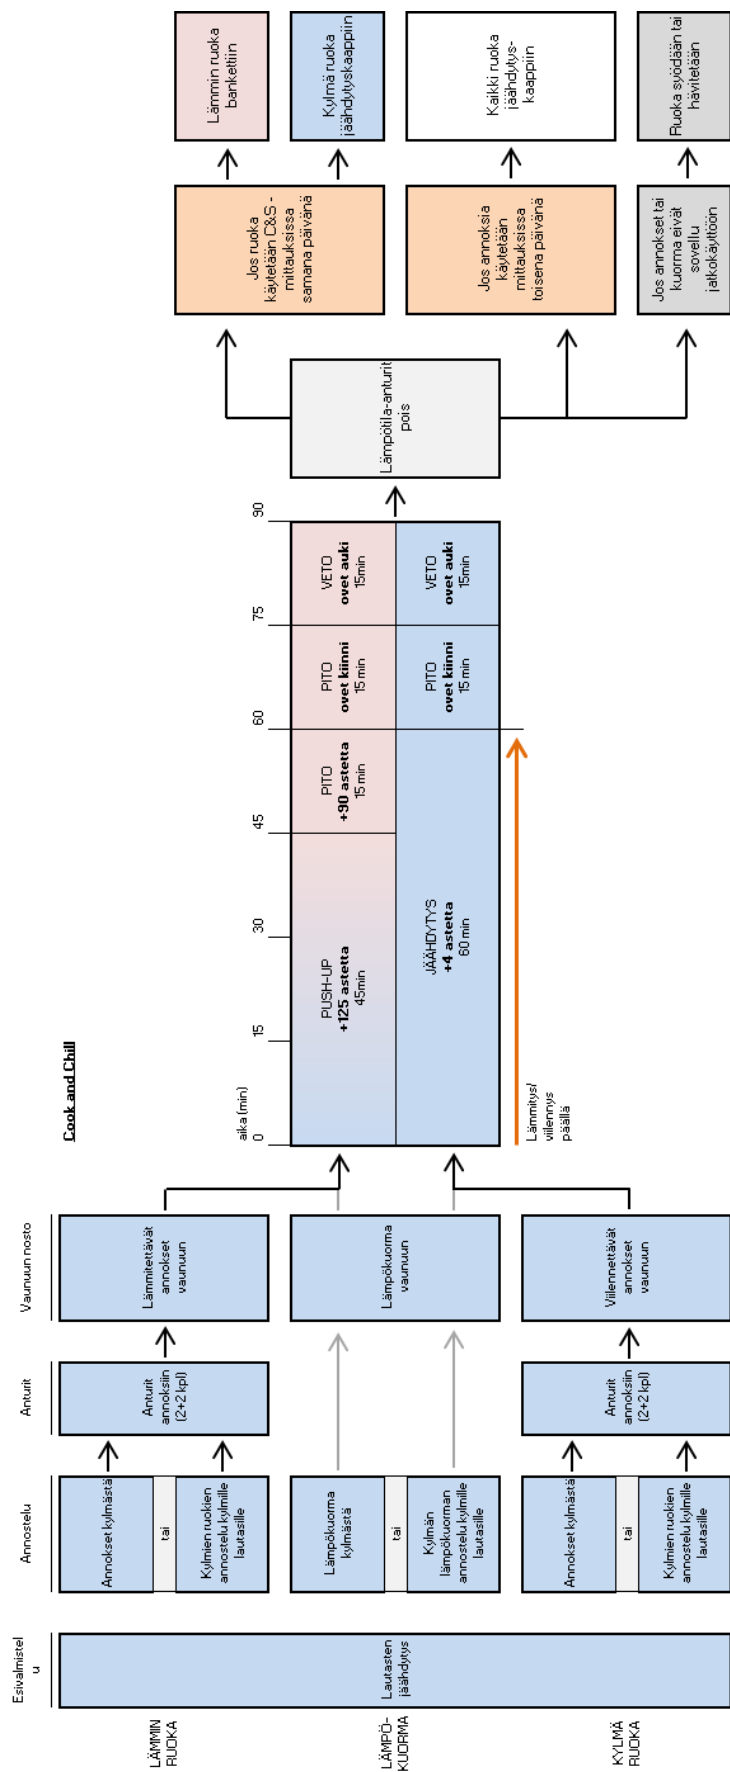 Cook and Chill
Esivalmistel
u
Annostelu
Anturit
Vaunuun nosto
LÄMMIN
RUOKA
LÄMPÖ-
KUORMA
KYLMÄ
RUOKA
Lautasten
jäähdytys
Annokset kylmästä
tai
Kylmien ruokien
annostelu kylmille
lautasille
Anturit
annoksiin
(2+2 kpl)
Lämmitettävät
annokset
vaunuun
Lämpökuorma
kylmästä
tai
Kylmän
lämpökuorman
annostelu kylmille
lautasille
Lämpökuorma
vaunuun
Annokset kylmästä
tai
Kylmien ruokien
annostelu kylmille
lautasille
Anturit
annoksiin
(2+2 kpl)
Viilennettävät
annokset
vaunuun
aika (min)
0
15
30
45
60
75
90
PUSH-UP
+125 astetta
45min
PITO
+90 astetta
15 min
PITO
ovet kiinni
15 min
VETO
ovet auki
15min
JÄÄHDYTYS
+4 astetta
60 min
PITO
ovet kiinni
15 min
VETO
ovet auki
15min
Lämmitys/
viilennys
päällä
Lämpötila-anturit
pois
Jos ruoka
käytetään C&S -
mittauksissa
samana päivänä
Lämmin ruoka
bankettiin
Kylmä ruoka
jäähdytyskaappiin
Jos annoksia
käytetään
mittauksissa
toisena päivänä
Kaikki ruoka
jäähdytys-
kaappiin
Jos annokset tai
kuorma eivät
sovellu
jatkokäyttöön
Ruoka syödään tai
hävitetään